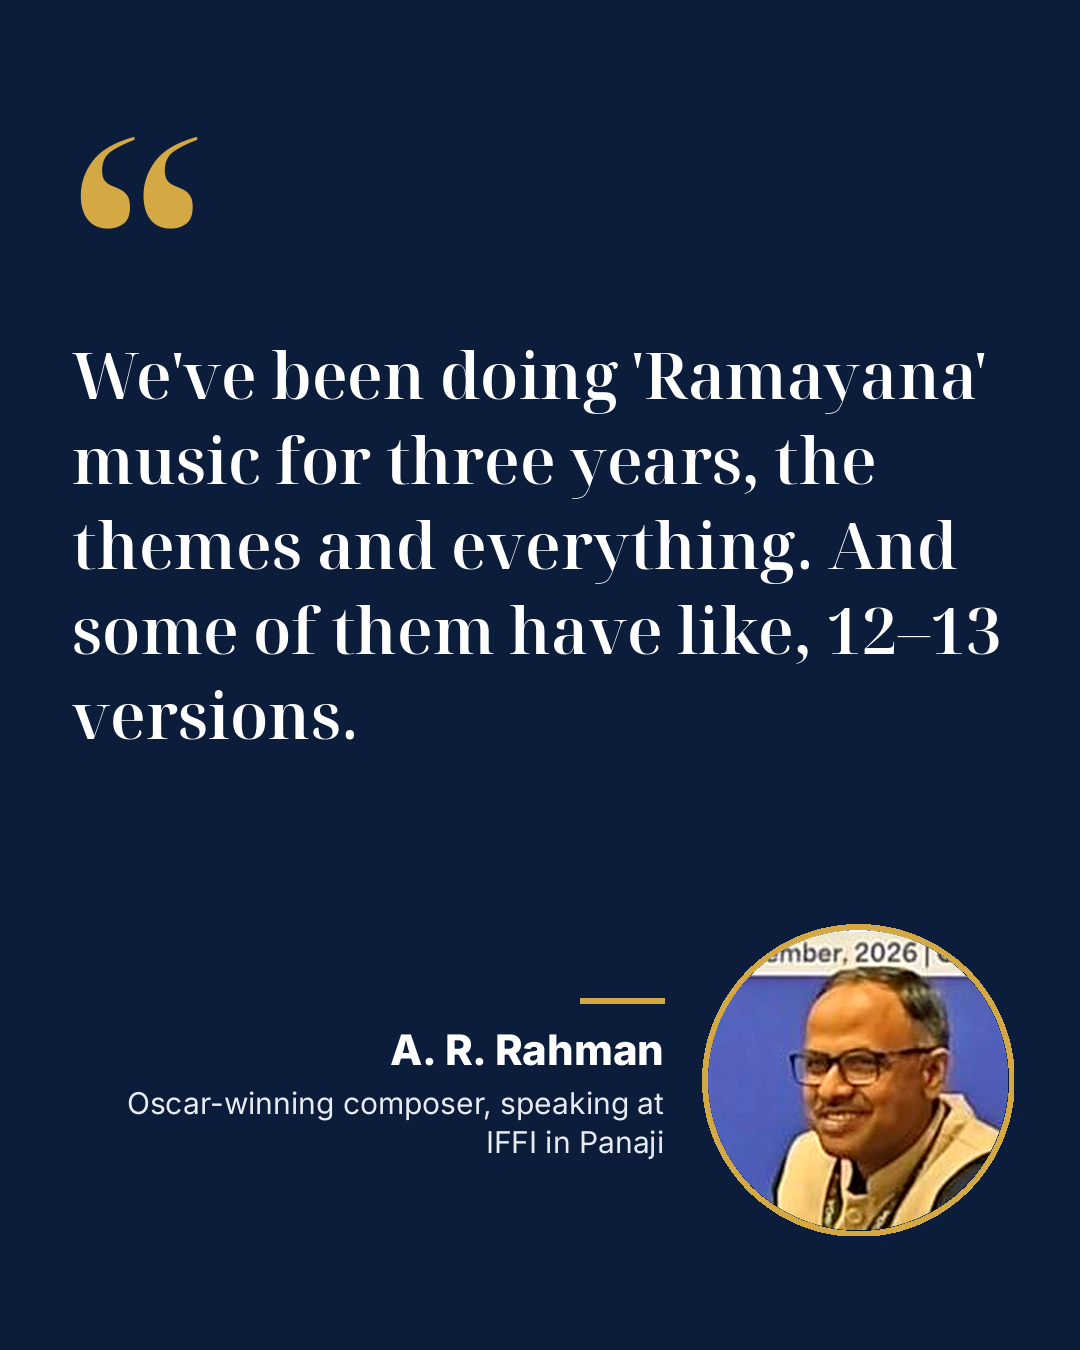 “
We've been doing 'Ramayana'
music for three years, the
themes and everything. And
some of them have like, 12–13
versions.
ember, 2026 |
A. R. Rahman
Oscar-winning composer, speaking at
IFFI in Panaji